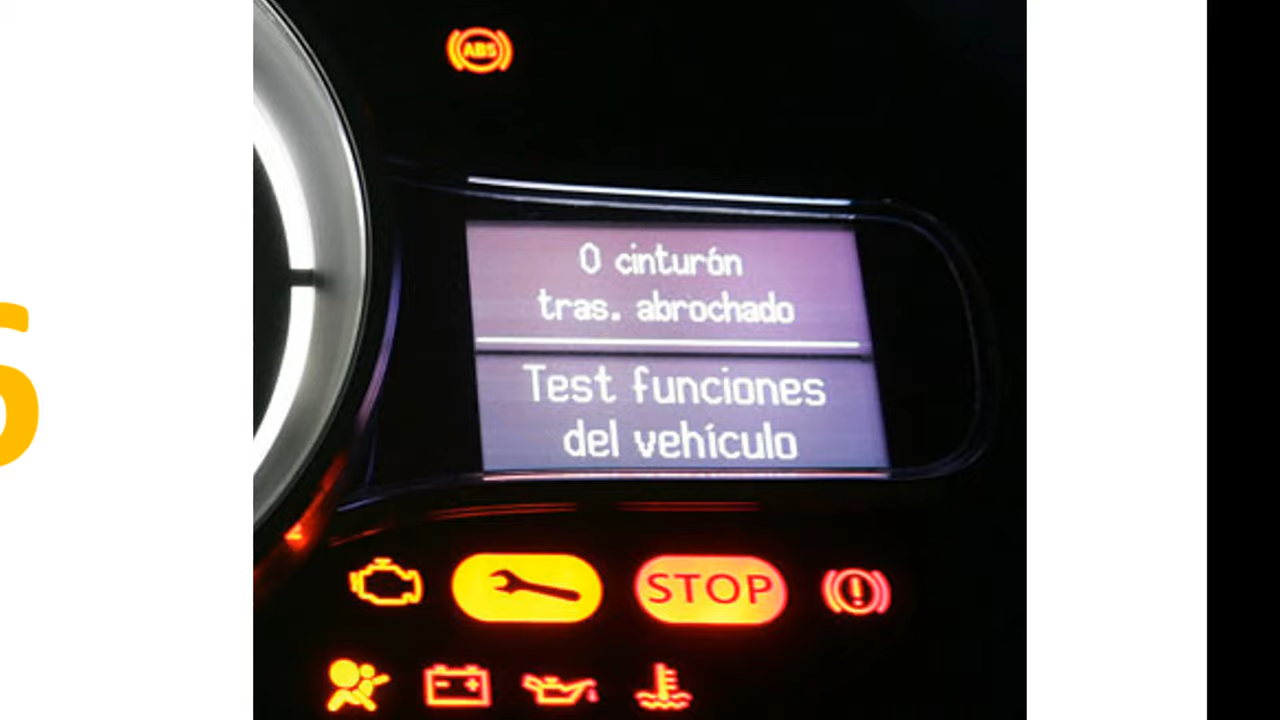 ABS
0 cinturón
tras. abrochado
Test funciones
del vehículo
STOP